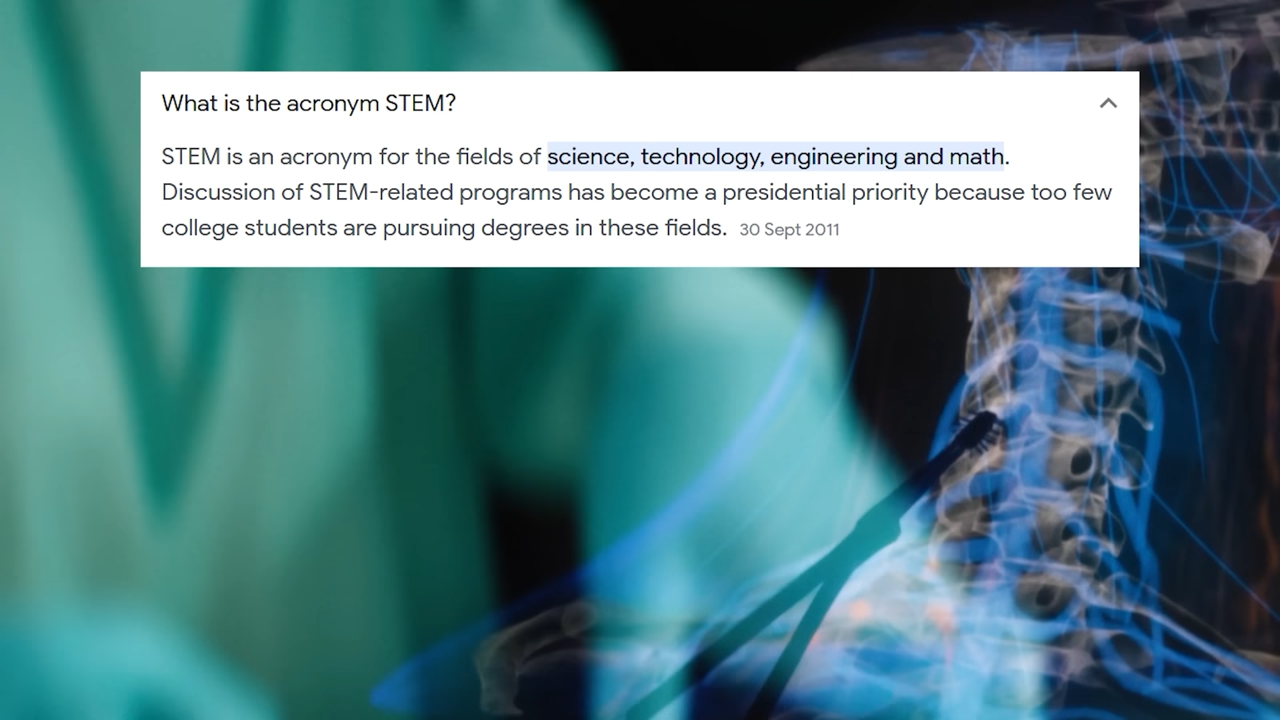 What is the acronym STEM?
STEM is an acronym for the fields of science, technology, engineering and math.
Discussion of STEM-related programs has become a presidential priority because too few
college students are pursuing degrees in these fields. 30 Sept 2011